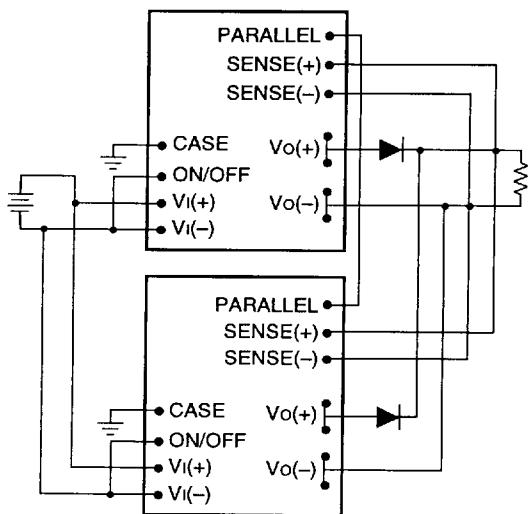 PARALLEL
SENSE(+)
SENSE(–)
CASE
VO(+)
ON/OFF
VI(+)
VO(–)
VI(–)
PARALLEL
SENSE(+)
SENSE(–)
CASE
VO(+)
ON/OFF
VI(+)
VO(–)
VI(–)